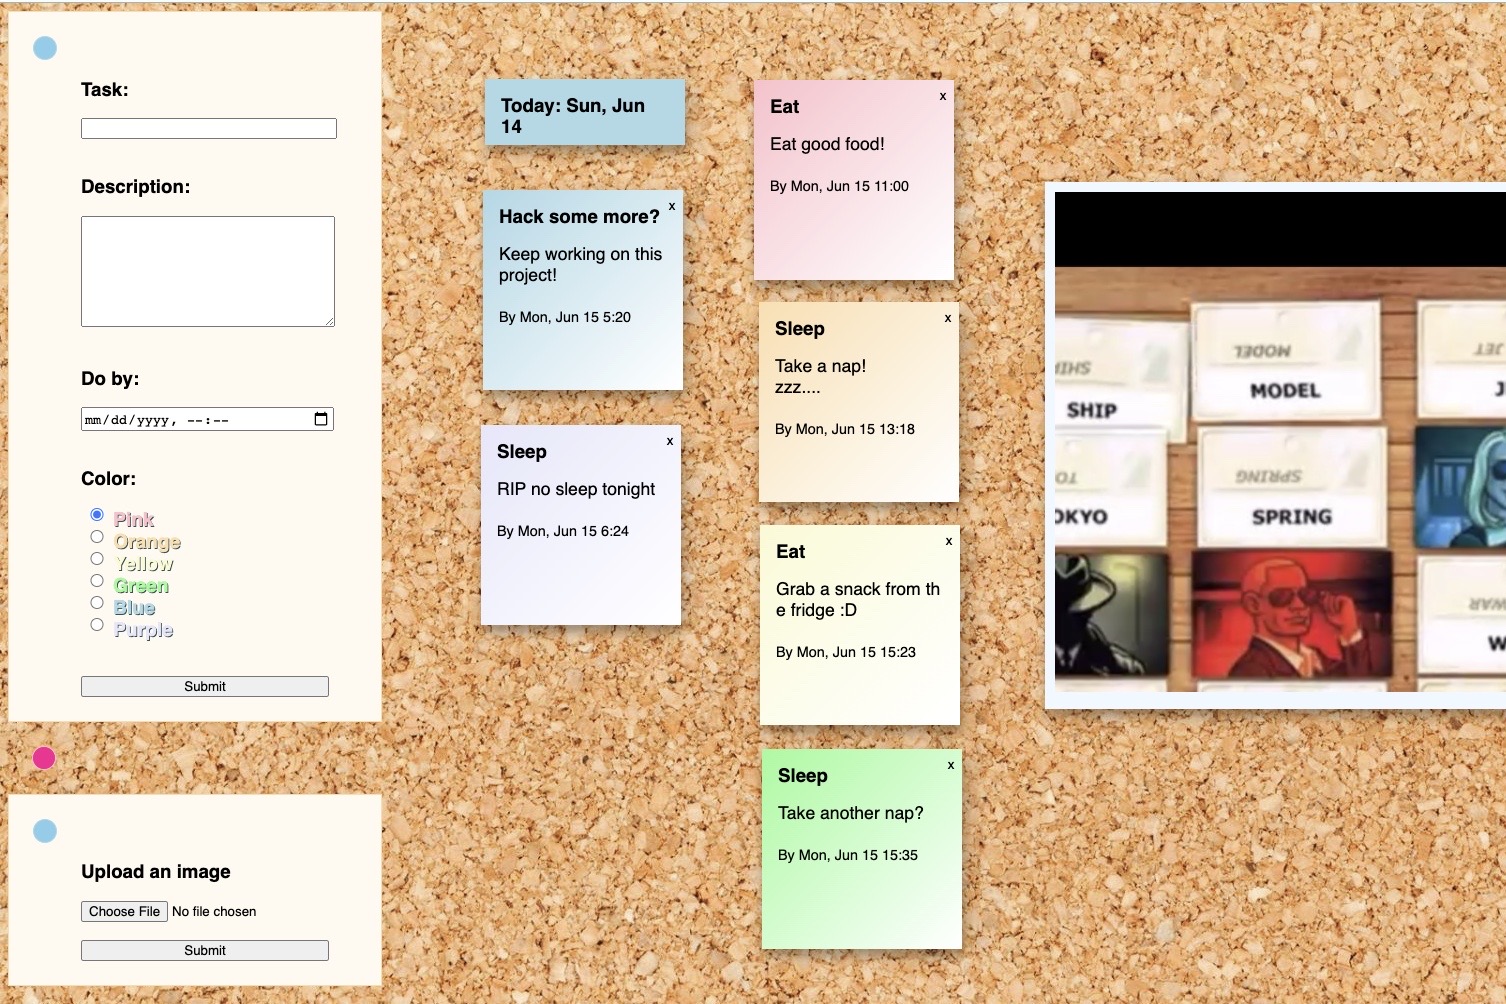 Task:
Description:
Do by:
mm/dd/yyyy, --:--
Color:
Pink
Orange
Yellow
Green
Blue
Purple
Submit
Upload an image
Choose File No file chosen
Submit
Today: Sun, Jun
14
x
Hack some more?
Keep working on this
project!
By Mon, Jun 15 5:20
x
Sleep
RIP no sleep tonight
By Mon, Jun 15 6:24
x
Eat
Eat good food!
By Mon, Jun 15 11:00
x
Sleep
Take a nap!
zzz....
By Mon, Jun 15 13:18
x
Eat
Grab a snack from th
e fridge :D
By Mon, Jun 15 15:23
x
Sleep
Take another nap?
By Mon, Jun 15 15:35
SHIP
MODEL
MODEL
JET
J
OKYO
SPRING
SPRING
WAR
W